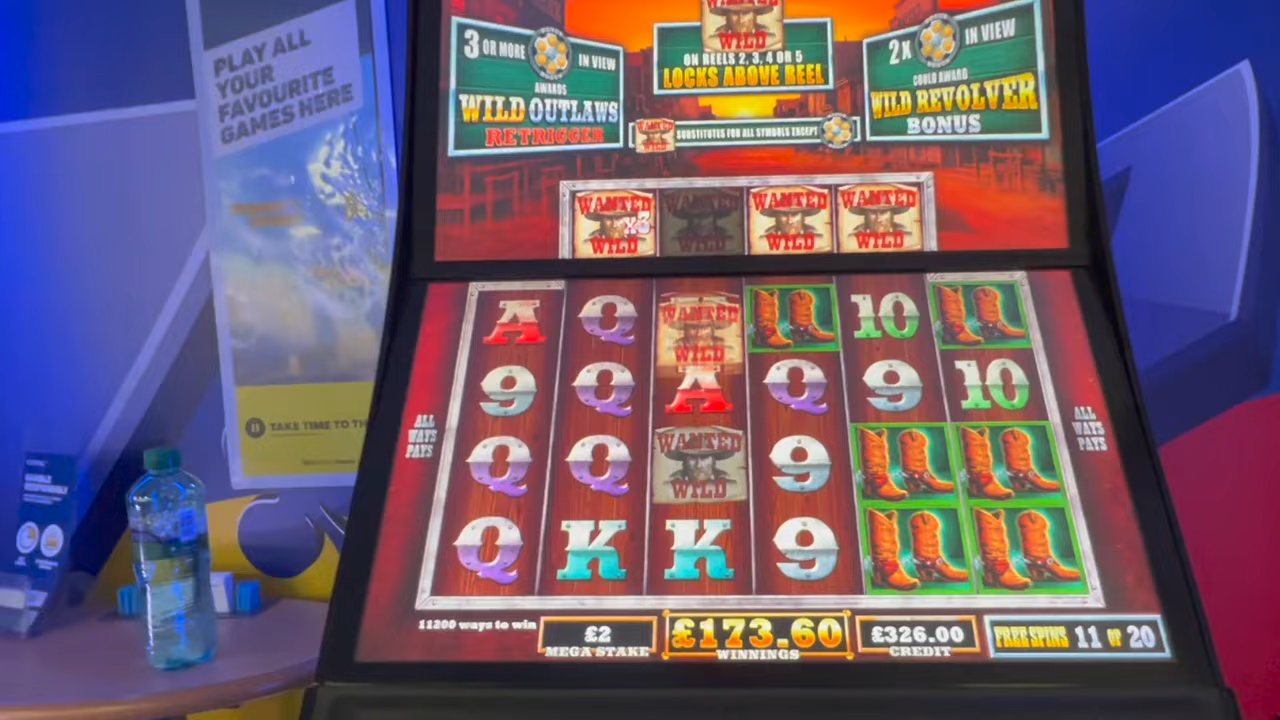 PLAY ALL
YOUR
FAVOURITE
GAMES HERE
TAKE TIME TO TH
3 OR MORE
IN VIEW
AWARDS
WILD OUTLAWS
RETRIGGER
WILD
ON REELS 2, 3, 4 OR 5
LOCKS ABOVE REEL
2X
IN VIEW
COULD AWARD
WILD REVOLVER
BONUS
WANTED
WILD
SUBSTITUTES FOR ALL SYMBOLS EXCEPT
WANTED WANTED WANTED WANTED
X3
WILD WILD WILD WILD
A Q WANTED WILD 10
9 Q A Q 9 10
Q Q WANTED WILD 9
Q K K 9
ALL
WAYS
PAYS
ALL
WAYS
PAYS
11200 ways to win
£2
MEGA STAKE
£173.60
WINNINGS
£326.00
CREDIT
FREE SPINS 11 OF 20